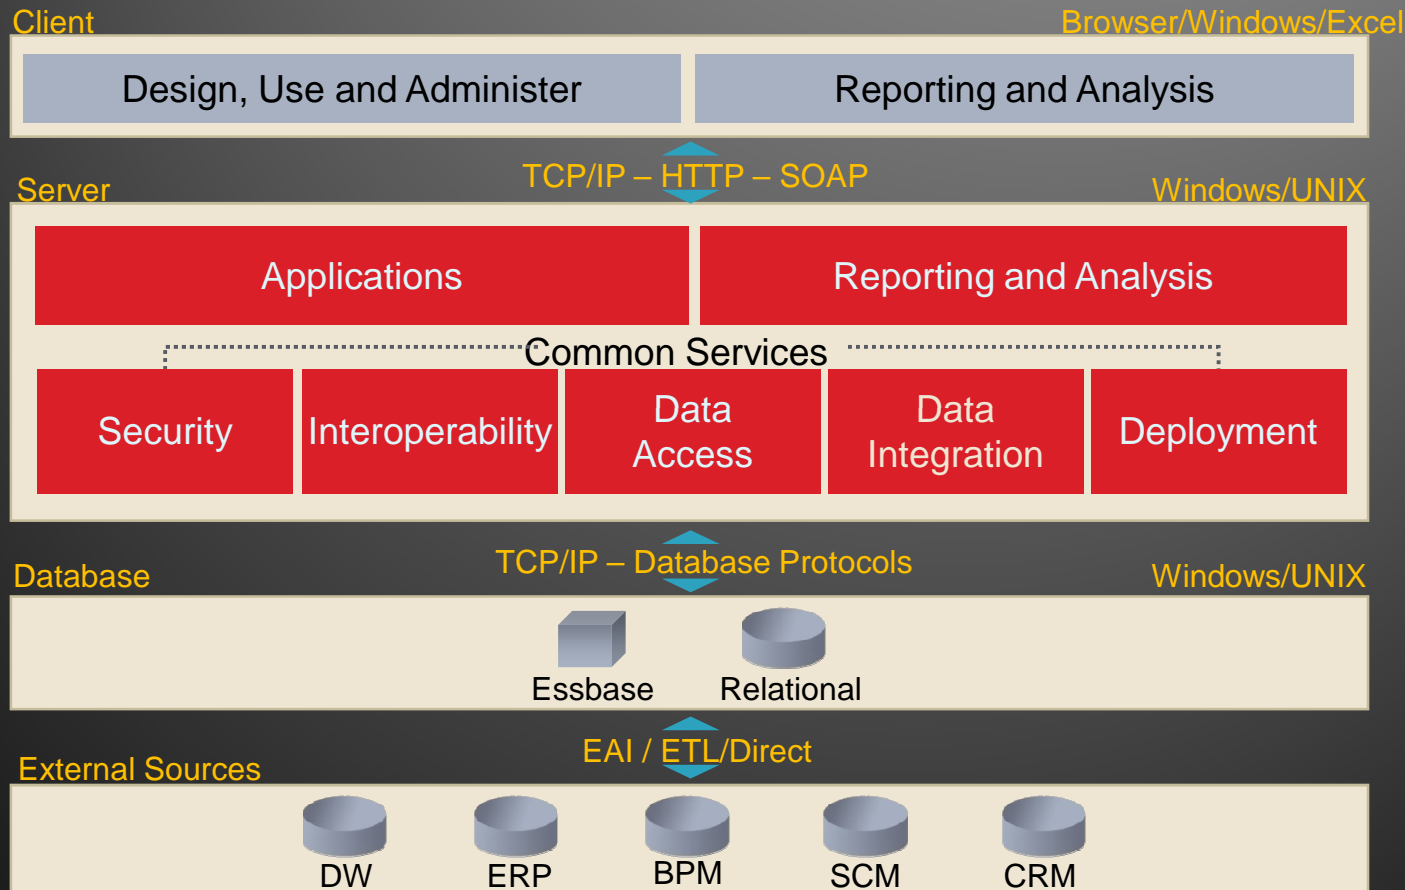 Client
Browser/Windows/Excel
Design, Use and Administer
Reporting and Analysis
TCP/IP – HTTP – SOAP
Server
Windows/UNIX
Applications
Reporting and Analysis
Common Services
Security
Interoperability
Data
Access
Data
Integration
Deployment
TCP/IP – Database Protocols
Database
Windows/UNIX
Essbase
Relational
EAI / ETL/Direct
External Sources
DW
ERP
BPM
SCM
CRM